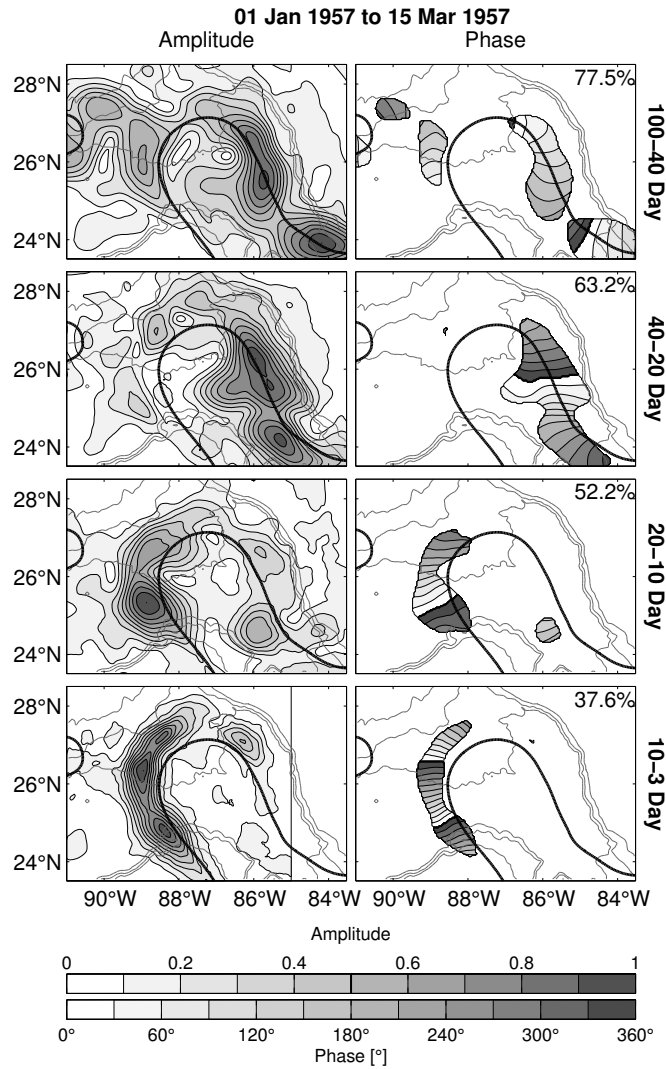 01 Jan 1957 to 15 Mar 1957
Amplitude Phase
28°N 77.5%
26°N
24°N
100−40 Day
28°N 63.2%
26°N
24°N
40−20 Day
28°N 52.2%
26°N
24°N
20−10 Day
28°N 37.6%
26°N
24°N
10−3 Day
90°W 88°W 86°W 84°W 90°W 88°W 86°W 84°W
Amplitude
0 0.2 0.4 0.6 0.8 1
0° 60° 120° 180° 240° 300° 360°
Phase [°]